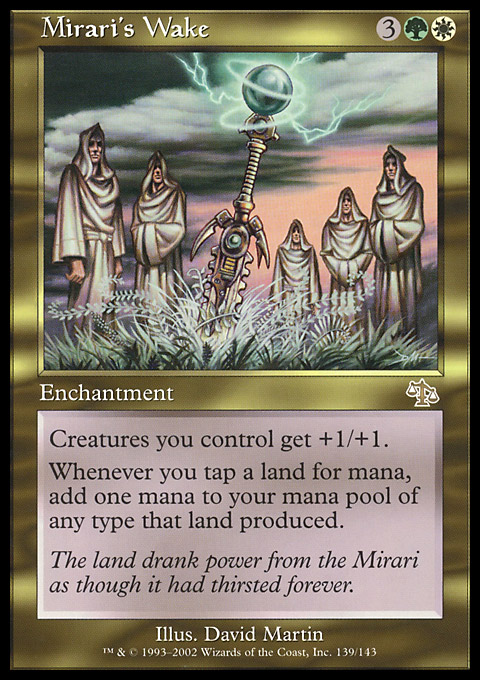 Mirari's Wake 3
Enchantment
Creatures you control get +1/+1.
Whenever you tap a land for mana,
add one mana to your mana pool of
any type that land produced.
The land drank power from the Mirari
as though it had thirsted forever.
Illus. David Martin
™ & © 1993–2002 Wizards of the Coast, Inc. 139/143